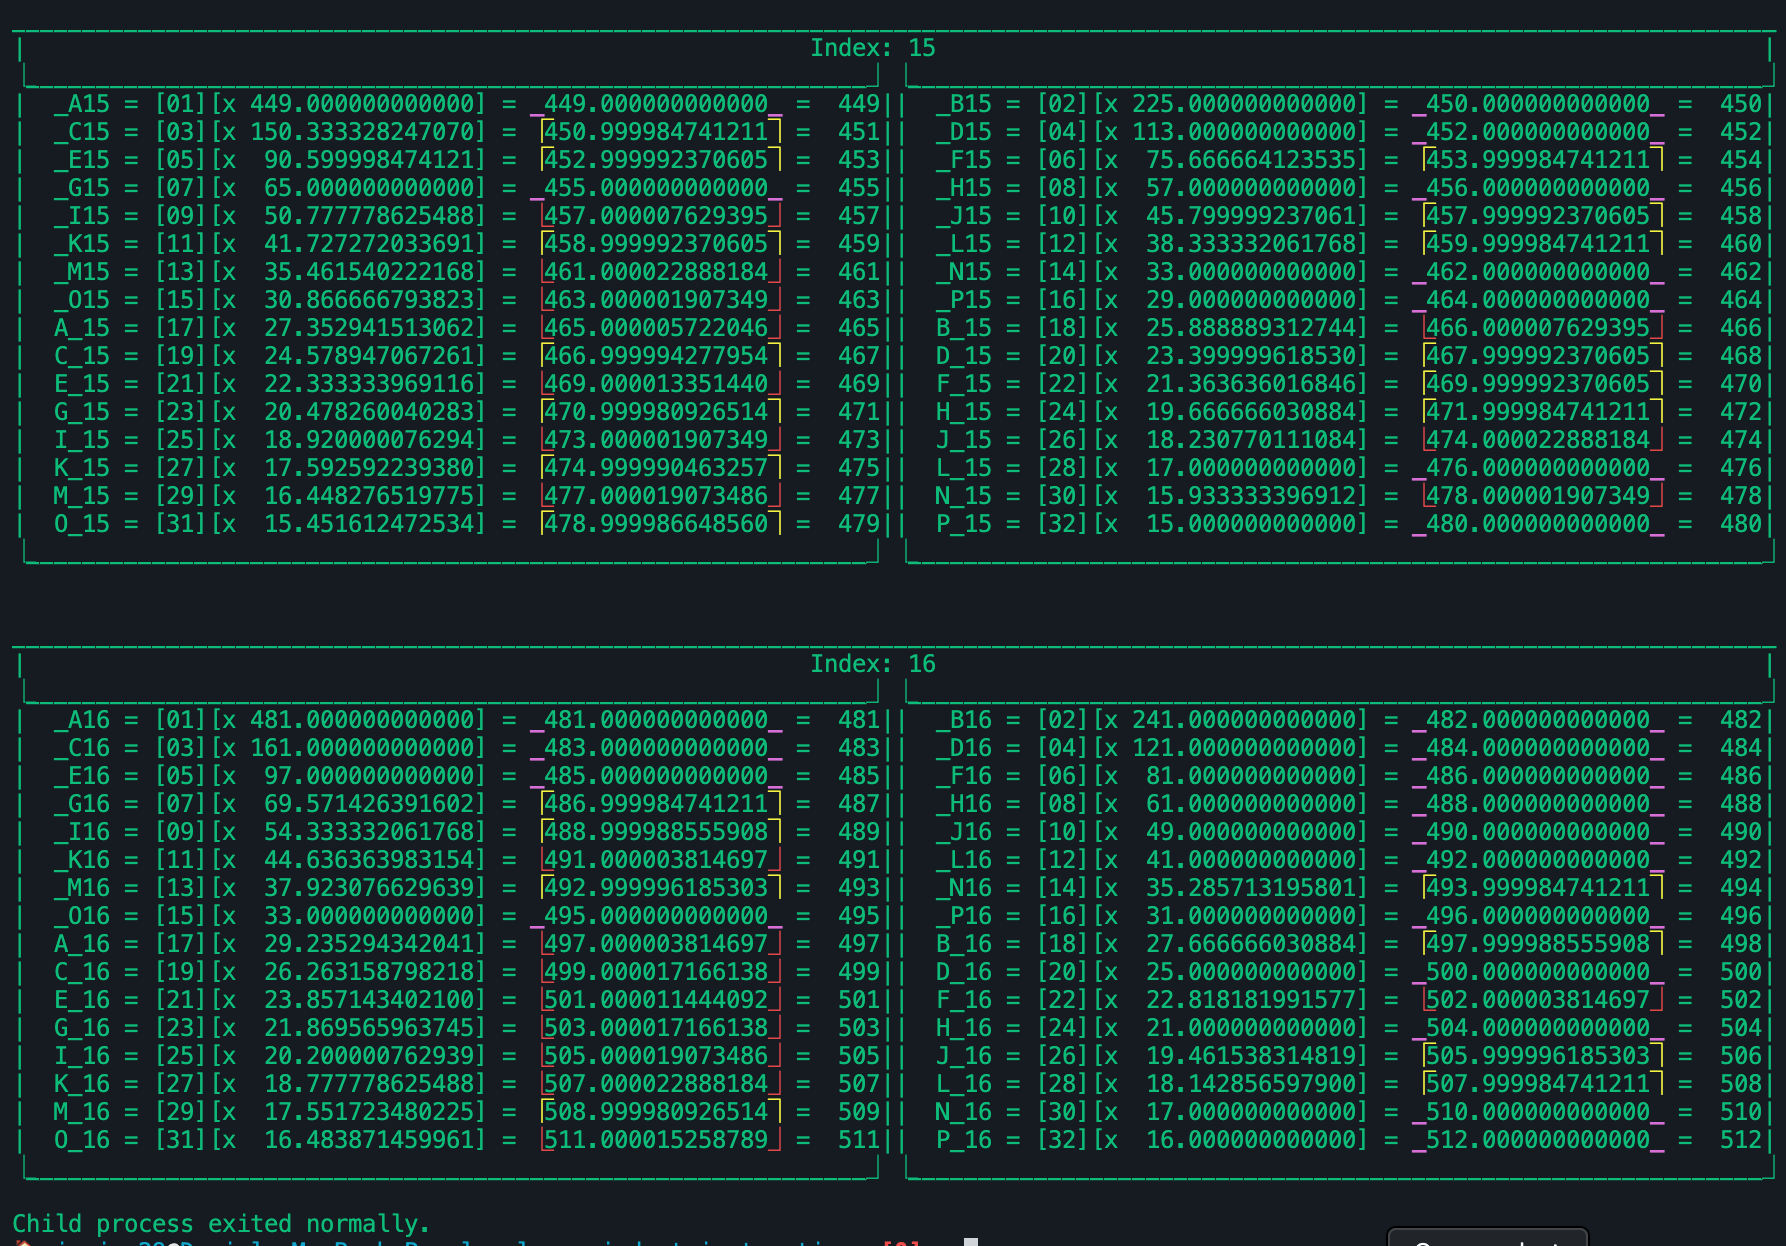 Index: 15
_A15 = [01][x 449.000000000000] = _449.000000000000_ = 449|| _B15 = [02][x 225.000000000000] = _450.000000000000_ = 450|
_C15 = [03][x 150.333328247070] = ⌈450.999984741211⌉ = 451|| _D15 = [04][x 113.000000000000] = _452.000000000000_ = 452|
_E15 = [05][x 90.599998474121] = ⌈452.999992370605⌉ = 453|| _F15 = [06][x 75.666664123535] = ⌈453.999984741211⌉ = 454|
_G15 = [07][x 65.000000000000] = _455.000000000000_ = 455|| _H15 = [08][x 57.000000000000] = _456.000000000000_ = 456|
_I15 = [09][x 50.777778625488] = ⌊457.000007629395⌋ = 457|| _J15 = [10][x 45.799999237061] = ⌈457.999992370605⌉ = 458|
_K15 = [11][x 41.727272033691] = ⌈458.999992370605⌉ = 459|| _L15 = [12][x 38.333332061768] = ⌈459.999984741211⌉ = 460|
_M15 = [13][x 35.461540222168] = ⌊461.000022888184⌋ = 461|| _N15 = [14][x 33.000000000000] = _462.000000000000_ = 462|
_O15 = [15][x 30.866666793823] = ⌊463.000001907349⌋ = 463|| _P15 = [16][x 29.000000000000] = _464.000000000000_ = 464|
A_15 = [17][x 27.352941513062] = ⌊465.000005722046⌋ = 465|| B_15 = [18][x 25.888889312744] = ⌊466.000007629395⌋ = 466|
C_15 = [19][x 24.578947067261] = ⌈466.999994277954⌉ = 467|| D_15 = [20][x 23.399999618530] = ⌈467.999992370605⌉ = 468|
E_15 = [21][x 22.333333969116] = ⌊469.000013351440⌋ = 469|| F_15 = [22][x 21.363636016846] = ⌈469.999992370605⌉ = 470|
G_15 = [23][x 20.478260040283] = ⌈470.999980926514⌉ = 471|| H_15 = [24][x 19.666666030884] = ⌈471.999984741211⌉ = 472|
I_15 = [25][x 18.920000076294] = ⌊473.000001907349⌋ = 473|| J_15 = [26][x 18.230770111084] = ⌊474.000022888184⌋ = 474|
K_15 = [27][x 17.592592239380] = ⌈474.999990463257⌉ = 475|| L_15 = [28][x 17.000000000000] = _476.000000000000_ = 476|
M_15 = [29][x 16.448276519775] = ⌊477.000019073486⌋ = 477|| N_15 = [30][x 15.933333396912] = ⌊478.000001907349⌋ = 478|
O_15 = [31][x 15.451612472534] = ⌈478.999986648560⌉ = 479|| P_15 = [32][x 15.000000000000] = _480.000000000000_ = 480|
Index: 16
_A16 = [01][x 481.000000000000] = _481.000000000000_ = 481|| _B16 = [02][x 241.000000000000] = _482.000000000000_ = 482|
_C16 = [03][x 161.000000000000] = _483.000000000000_ = 483|| _D16 = [04][x 121.000000000000] = _484.000000000000_ = 484|
_E16 = [05][x 97.000000000000] = _485.000000000000_ = 485|| _F16 = [06][x 81.000000000000] = _486.000000000000_ = 486|
_G16 = [07][x 69.571426391602] = ⌈486.999984741211⌉ = 487|| _H16 = [08][x 61.000000000000] = _488.000000000000_ = 488|
_I16 = [09][x 54.333332061768] = ⌈488.999988555908⌉ = 489|| _J16 = [10][x 49.000000000000] = _490.000000000000_ = 490|
_K16 = [11][x 44.636363983154] = ⌊491.000003814697⌋ = 491|| _L16 = [12][x 41.000000000000] = _492.000000000000_ = 492|
_M16 = [13][x 37.923076629639] = ⌈492.999996185303⌉ = 493|| _N16 = [14][x 35.285713195801] = ⌈493.999984741211⌉ = 494|
_O16 = [15][x 33.000000000000] = _495.000000000000_ = 495|| _P16 = [16][x 31.000000000000] = _496.000000000000_ = 496|
A_16 = [17][x 29.235294342041] = ⌊497.000003814697⌋ = 497|| B_16 = [18][x 27.666666030884] = ⌈497.999988555908⌉ = 498|
C_16 = [19][x 26.263158798218] = ⌊499.000017166138⌋ = 499|| D_16 = [20][x 25.000000000000] = _500.000000000000_ = 500|
E_16 = [21][x 23.857143402100] = ⌊501.000011444092⌋ = 501|| F_16 = [22][x 22.818181991577] = ⌊502.000003814697⌋ = 502|
G_16 = [23][x 21.869565963745] = ⌊503.000017166138⌋ = 503|| H_16 = [24][x 21.000000000000] = _504.000000000000_ = 504|
I_16 = [25][x 20.200000762939] = ⌊505.000019073486⌋ = 505|| J_16 = [26][x 19.461538314819] = ⌈505.999996185303⌉ = 506|
K_16 = [27][x 18.777778625488] = ⌊507.000022888184⌋ = 507|| L_16 = [28][x 18.142856597900] = ⌈507.999984741211⌉ = 508|
M_16 = [29][x 17.551723480225] = ⌈508.999980926514⌉ = 509|| N_16 = [30][x 17.000000000000] = _510.000000000000_ = 510|
O_16 = [31][x 16.483871459961] = ⌊511.000015258789⌋ = 511|| P_16 = [32][x 16.000000000000] = _512.000000000000_ = 512|
Child process exited normally.